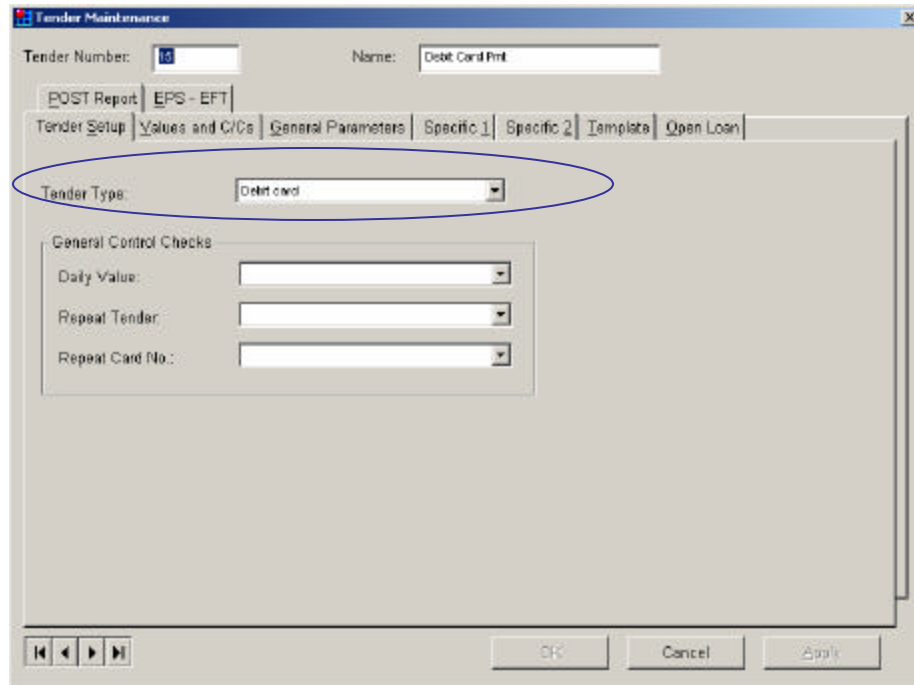 Tender Maintenance
Tender Number: 15 Name: Debit Card Pmt
POST Report EPS - EFT
Tender Setup Values and C/Cs General Parameters Specific 1 Specific 2 Template Open Loan
Tender Type: Debit card
General Control Checks
Daily Value:
Repeat Tender:
Repeat Card No.:
OK Cancel Apply